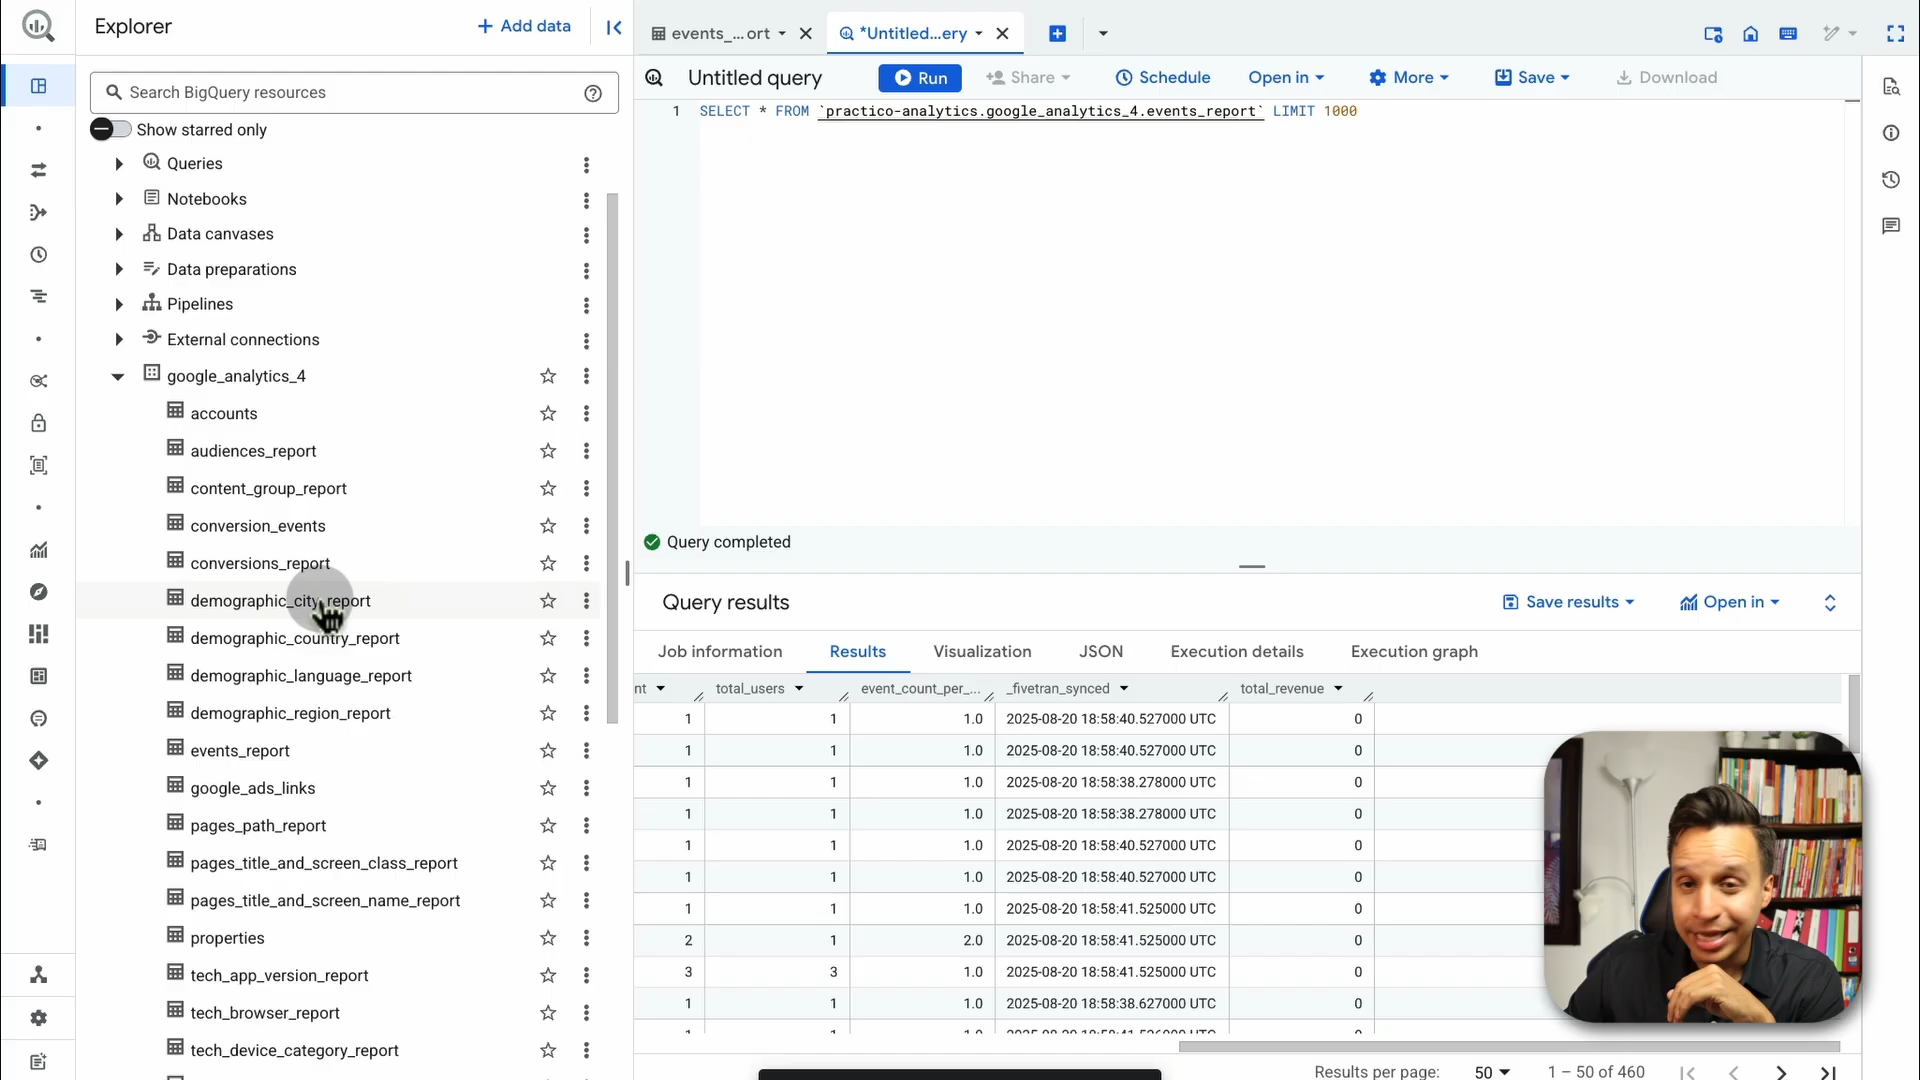 Explorer
+ Add data
Search BigQuery resources
Show starred only
Queries
Notebooks
Data canvases
Data preparations
Pipelines
External connections
google_analytics_4
accounts
audiences_report
content_group_report
conversion_events
conversions_report
demographic_city_report
demographic_country_report
demographic_language_report
demographic_region_report
events_report
google_ads_links
pages_path_report
pages_title_and_screen_class_report
pages_title_and_screen_name_report
properties
tech_app_version_report
tech_browser_report
tech_device_category_report
events_...ort
*Untitled...ery
Untitled query
Run
Share
Schedule
Open in
More
Save
Download
1 SELECT * FROM `practico-analytics.google_analytics_4.events_report` LIMIT 1000
Query completed
Query results
Save results
Open in
Job information
Results
Visualization
JSON
Execution details
Execution graph
nt total_users event_count_per_... _fivetran_synced total_revenue
1 1 1.0 2025-08-20 18:58:40.527000 UTC 0
1 1 1.0 2025-08-20 18:58:40.527000 UTC 0
1 1 1.0 2025-08-20 18:58:38.278000 UTC 0
1 1 1.0 2025-08-20 18:58:38.278000 UTC 0
1 1 1.0 2025-08-20 18:58:40.527000 UTC 0
1 1 1.0 2025-08-20 18:58:40.527000 UTC 0
1 1 1.0 2025-08-20 18:58:41.525000 UTC 0
2 1 2.0 2025-08-20 18:58:41.525000 UTC 0
3 3 1.0 2025-08-20 18:58:41.525000 UTC 0
1 1 1.0 2025-08-20 18:58:38.627000 UTC 0
Results per page: 50 1 – 50 of 460